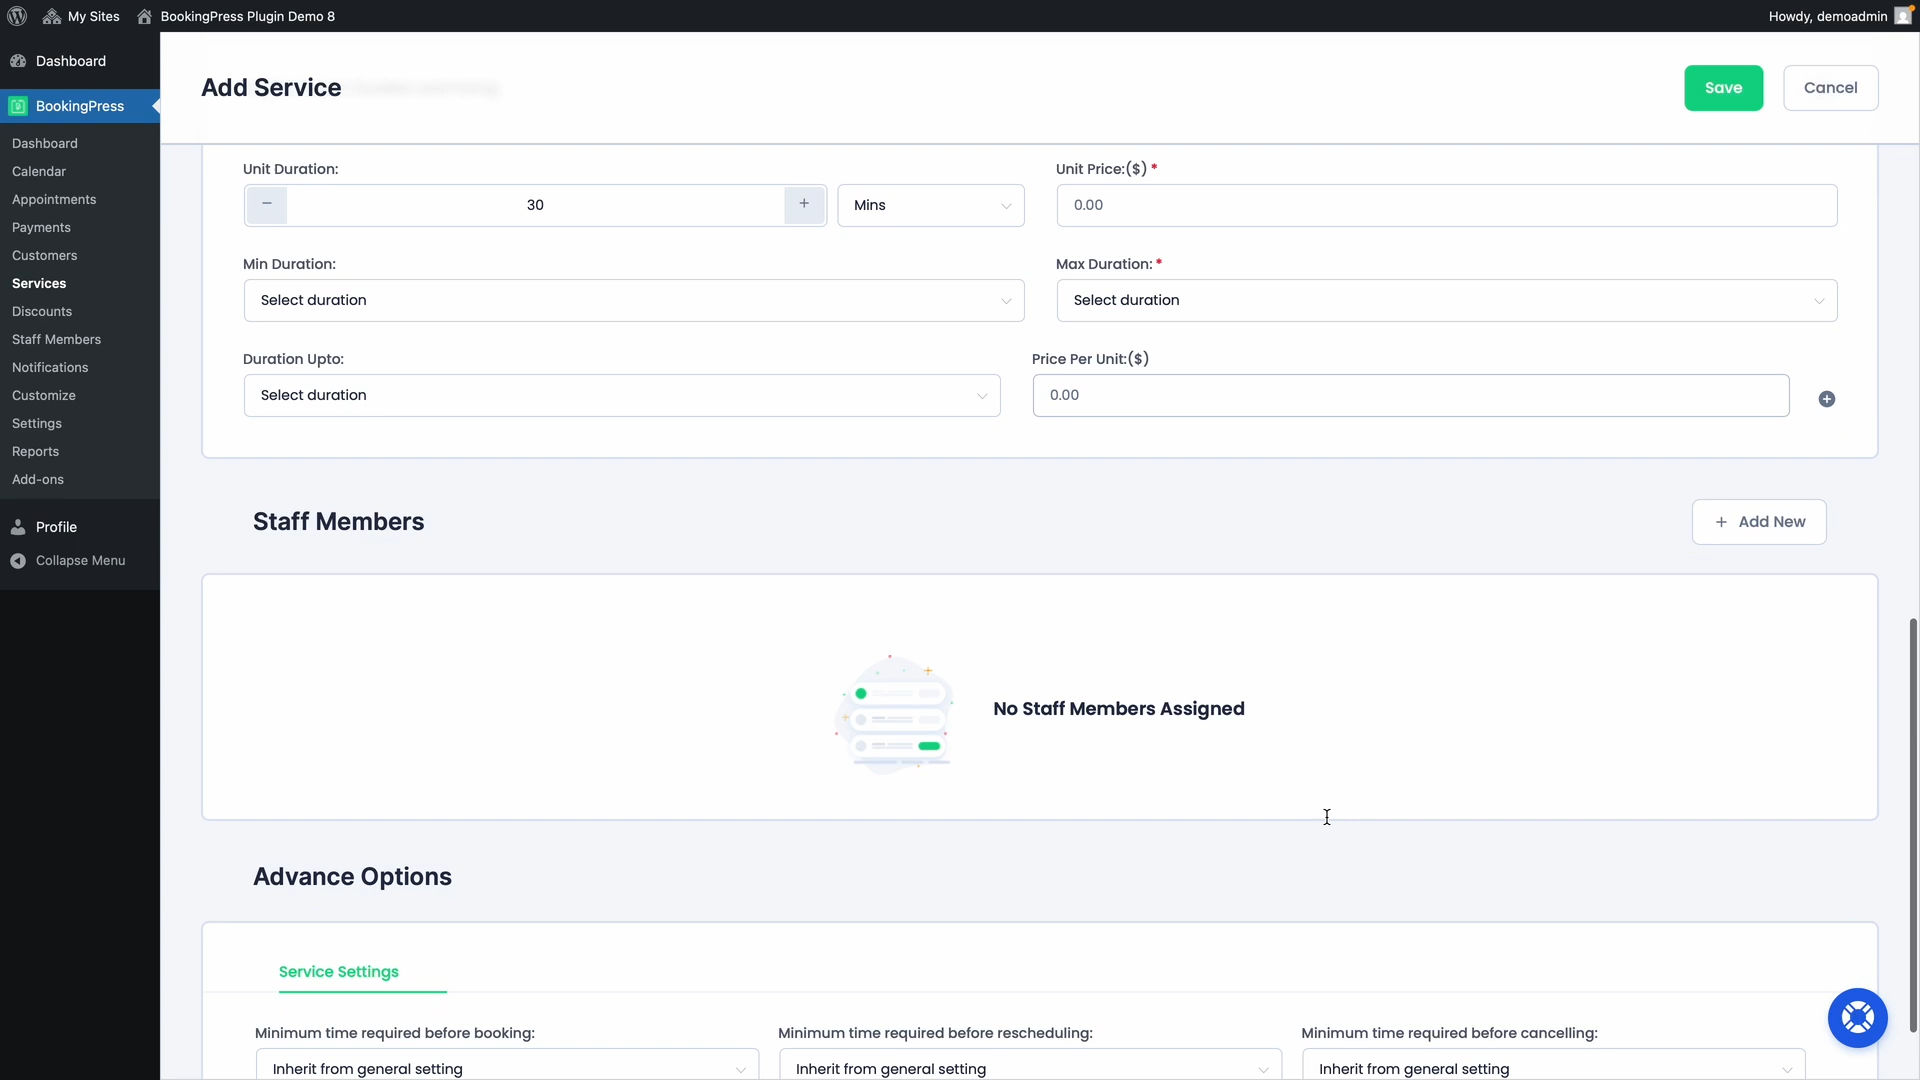 My Sites
BookingPress Plugin Demo 8
Howdy, demoadmin
Dashboard
BookingPress
Dashboard
Calendar
Appointments
Payments
Customers
Services
Discounts
Staff Members
Notifications
Customize
Settings
Reports
Add-ons
Profile
Collapse Menu
Add Service
Save
Cancel
Unit Duration:
Unit Price:($) *
− 30 +
Mins
0.00
Min Duration:
Max Duration: *
Select duration
Select duration
Duration Upto:
Price Per Unit:($)
Select duration
0.00
Staff Members
+ Add New
No Staff Members Assigned
Advance Options
Service Settings
Minimum time required before booking:
Minimum time required before rescheduling:
Minimum time required before cancelling:
Inherit from general setting
Inherit from general setting
Inherit from general setting